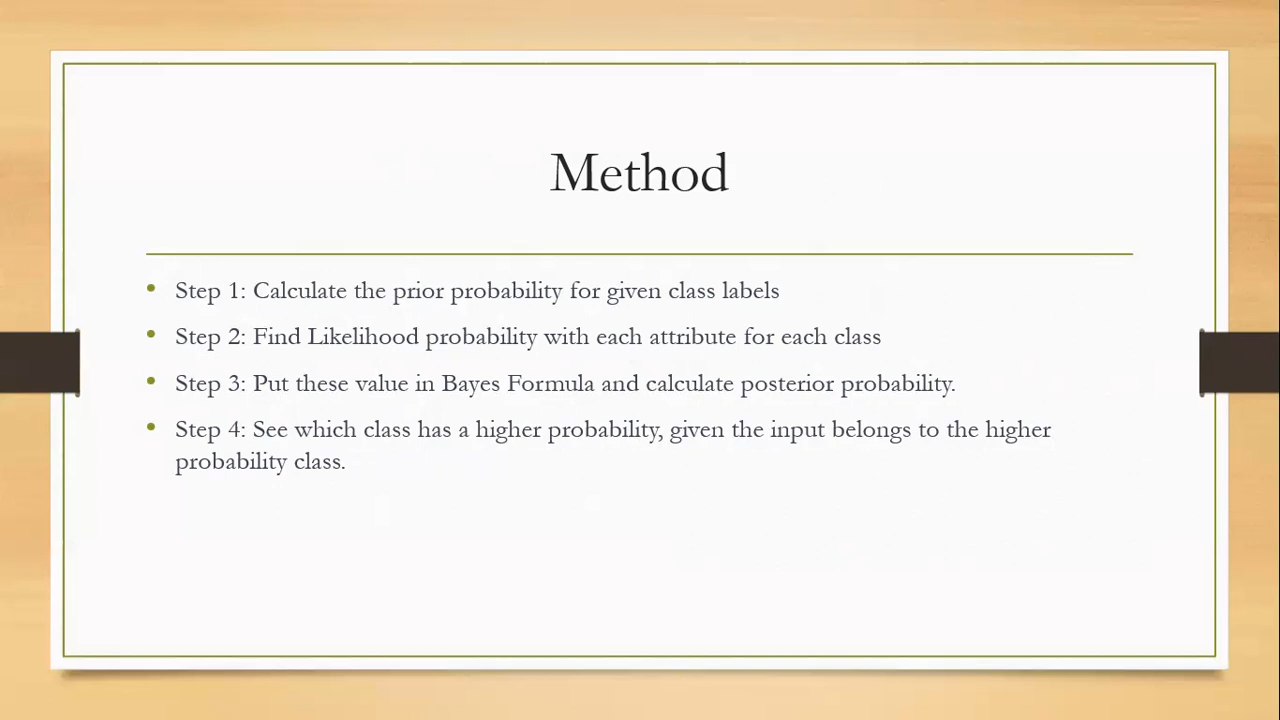 Method
• Step 1: Calculate the prior probability for given class labels
• Step 2: Find Likelihood probability with each attribute for each class
• Step 3: Put these value in Bayes Formula and calculate posterior probability.
• Step 4: See which class has a higher probability, given the input belongs to the higher
probability class.